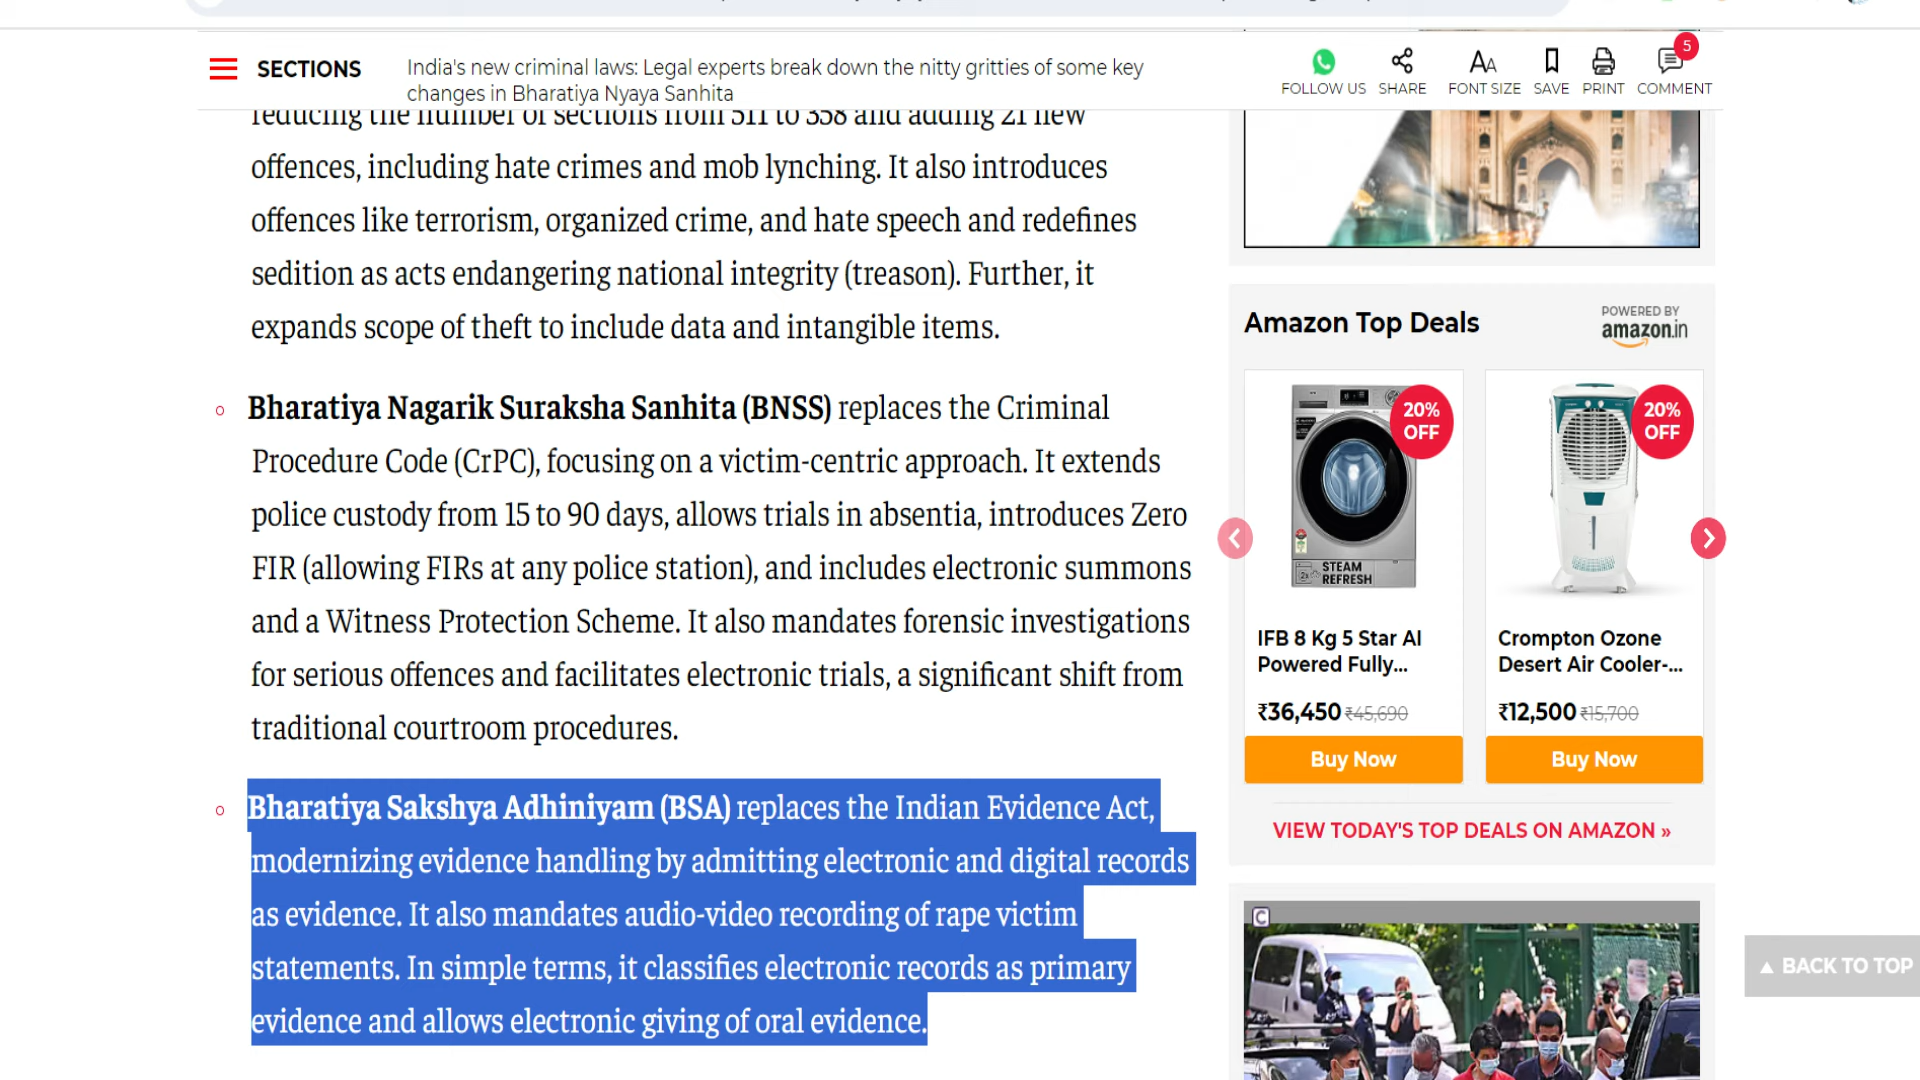 SECTIONS
India's new criminal laws: Legal experts break down the nitty gritties of some key
changes in Bharatiya Nyaya Sanhita
FOLLOW US
SHARE
FONT SIZE
SAVE
PRINT
5
COMMENT
reducing the number of sections from 511 to 358 and adding 21 new
offences, including hate crimes and mob lynching. It also introduces
offences like terrorism, organized crime, and hate speech and redefines
sedition as acts endangering national integrity (treason). Further, it
expands scope of theft to include data and intangible items.
Bharatiya Nagarik Suraksha Sanhita (BNSS) replaces the Criminal
Procedure Code (CrPC), focusing on a victim-centric approach. It extends
police custody from 15 to 90 days, allows trials in absentia, introduces Zero
FIR (allowing FIRs at any police station), and includes electronic summons
and a Witness Protection Scheme. It also mandates forensic investigations
for serious offences and facilitates electronic trials, a significant shift from
traditional courtroom procedures.
Bharatiya Sakshya Adhiniyam (BSA) replaces the Indian Evidence Act,
modernizing evidence handling by admitting electronic and digital records
as evidence. It also mandates audio-video recording of rape victim
statements. In simple terms, it classifies electronic records as primary
evidence and allows electronic giving of oral evidence.
Amazon Top Deals
POWERED BY
amazon.in
20%
OFF
STEAM
REFRESH
IFB 8 Kg 5 Star AI
Powered Fully...
₹36,450 ₹45,690
Buy Now
20%
OFF
Crompton Ozone
Desert Air Cooler-...
₹12,500 ₹15,700
Buy Now
VIEW TODAY'S TOP DEALS ON AMAZON »
C
BACK TO TOP